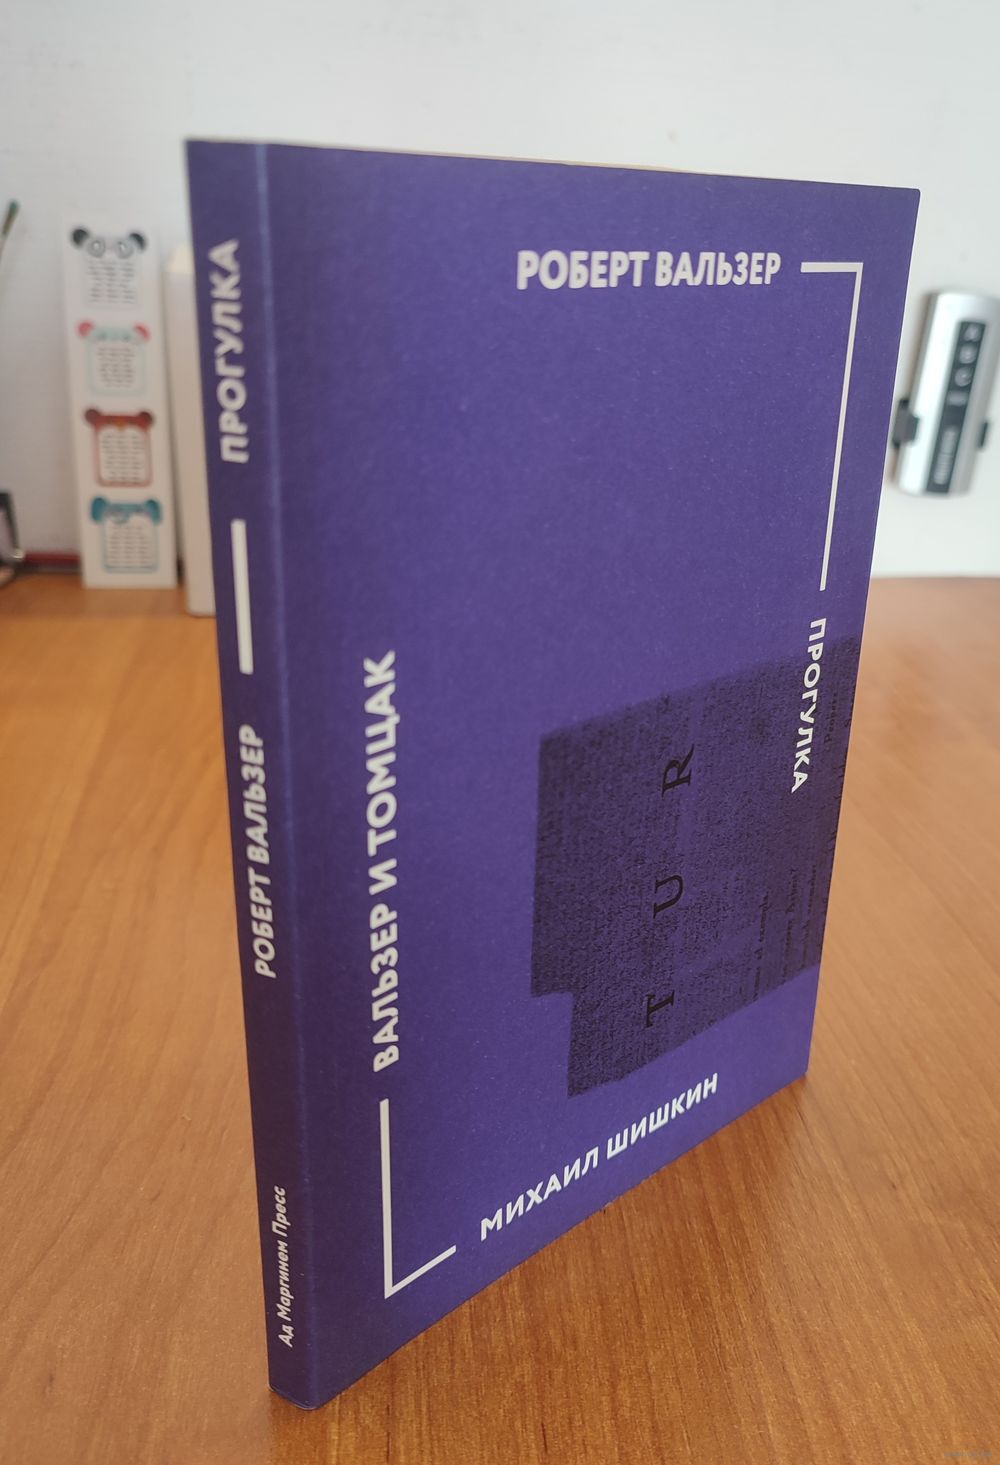 ПРОГУЛКА
РОБЕРТ ВАЛЬЗЕР
Ад Маргинем Пресс
РОБЕРТ ВАЛЬЗЕР
ПРОГУЛКА
МИХАИЛ ШИШКИН
ВАЛЬЗЕР И ТОМЦАК
TUR